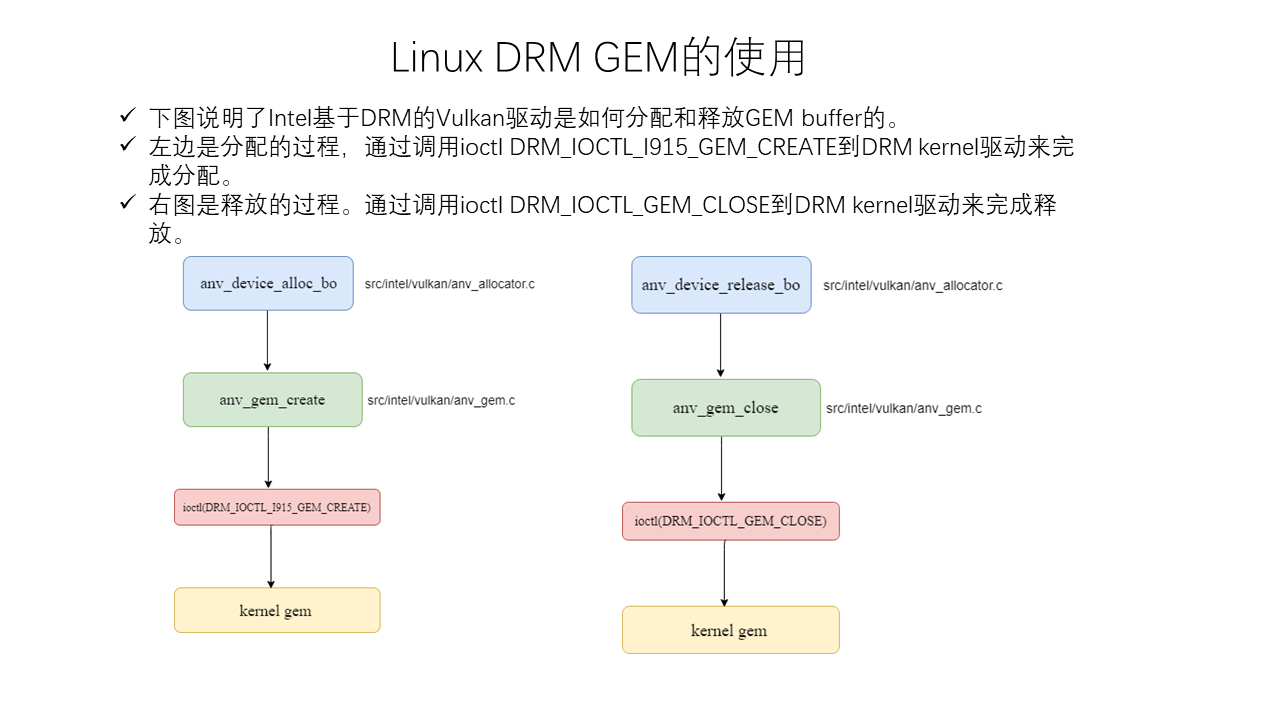 Linux DRM GEM的使用
✓ 下图说明了Intel基于DRM的Vulkan驱动是如何分配和释放GEM buffer的。
✓ 左边是分配的过程，通过调用ioctl DRM_IOCTL_I915_GEM_CREATE到DRM kernel驱动来完
成分配。
✓ 右图是释放的过程。通过调用ioctl DRM_IOCTL_GEM_CLOSE到DRM kernel驱动来完成释
放。
anv_device_alloc_bo
src/intel/vulkan/anv_allocator.c
anv_gem_create
src/intel/vulkan/anv_gem.c
ioctl(DRM_IOCTL_I915_GEM_CREATE)
kernel gem
anv_device_release_bo
src/intel/vulkan/anv_allocator.c
anv_gem_close
src/intel/vulkan/anv_gem.c
ioctl(DRM_IOCTL_GEM_CLOSE)
kernel gem